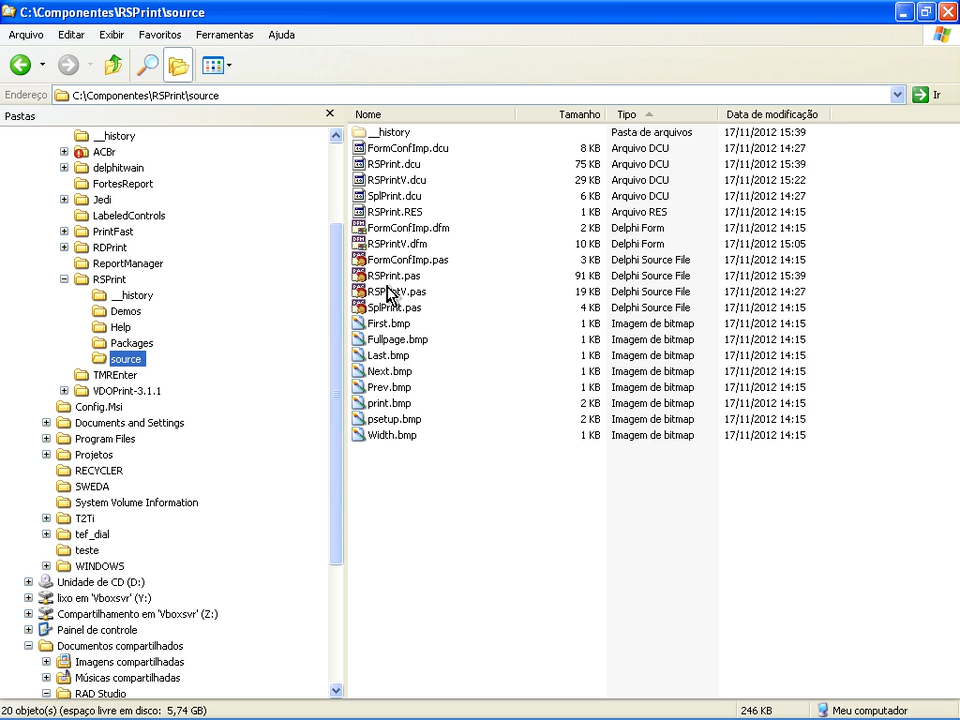 C:\Componentes\RSPrint\source
Arquivo Editar Exibir Favoritos Ferramentas Ajuda
Endereço C:\Componentes\RSPrint\source Ir
Pastas
__history
ACBr
delphitwain
FortesReport
Jedi
LabeledControls
PrintFast
RDPrint
ReportManager
RSPrint
__history
Demos
Help
Packages
source
TMREnter
VDOPrint-3.1.1
Config.Msi
Documents and Settings
Program Files
Projetos
RECYCLER
SWEDA
System Volume Information
T2Ti
tef_dial
teste
WINDOWS
Unidade de CD (D:)
lixo em 'Vboxsvr' (Y:)
Compartilhamento em 'Vboxsvr' (Z:)
Painel de controle
Documentos compartilhados
Imagens compartilhadas
Músicas compartilhadas
RAD Studio
Nome Tamanho Tipo Data de modificação
__history Pasta de arquivos 17/11/2012 15:39
FormConfImp.dcu 8 KB Arquivo DCU 17/11/2012 14:27
RSPrint.dcu 75 KB Arquivo DCU 17/11/2012 15:39
RSPrintV.dcu 29 KB Arquivo DCU 17/11/2012 15:22
SplPrint.dcu 6 KB Arquivo DCU 17/11/2012 14:27
RSPrint.RES 1 KB Arquivo RES 17/11/2012 14:15
FormConfImp.dfm 2 KB Delphi Form 17/11/2012 14:15
RSPrintV.dfm 10 KB Delphi Form 17/11/2012 15:05
FormConfImp.pas 3 KB Delphi Source File 17/11/2012 14:15
RSPrint.pas 91 KB Delphi Source File 17/11/2012 15:39
RSPrintV.pas 19 KB Delphi Source File 17/11/2012 14:27
SplPrint.pas 4 KB Delphi Source File 17/11/2012 14:15
First.bmp 1 KB Imagem de bitmap 17/11/2012 14:15
Fullpage.bmp 1 KB Imagem de bitmap 17/11/2012 14:15
Last.bmp 1 KB Imagem de bitmap 17/11/2012 14:15
Next.bmp 1 KB Imagem de bitmap 17/11/2012 14:15
Prev.bmp 1 KB Imagem de bitmap 17/11/2012 14:15
print.bmp 2 KB Imagem de bitmap 17/11/2012 14:15
psetup.bmp 2 KB Imagem de bitmap 17/11/2012 14:15
Width.bmp 1 KB Imagem de bitmap 17/11/2012 14:15
20 objeto(s) (espaço livre em disco: 5,74 GB) 246 KB Meu computador